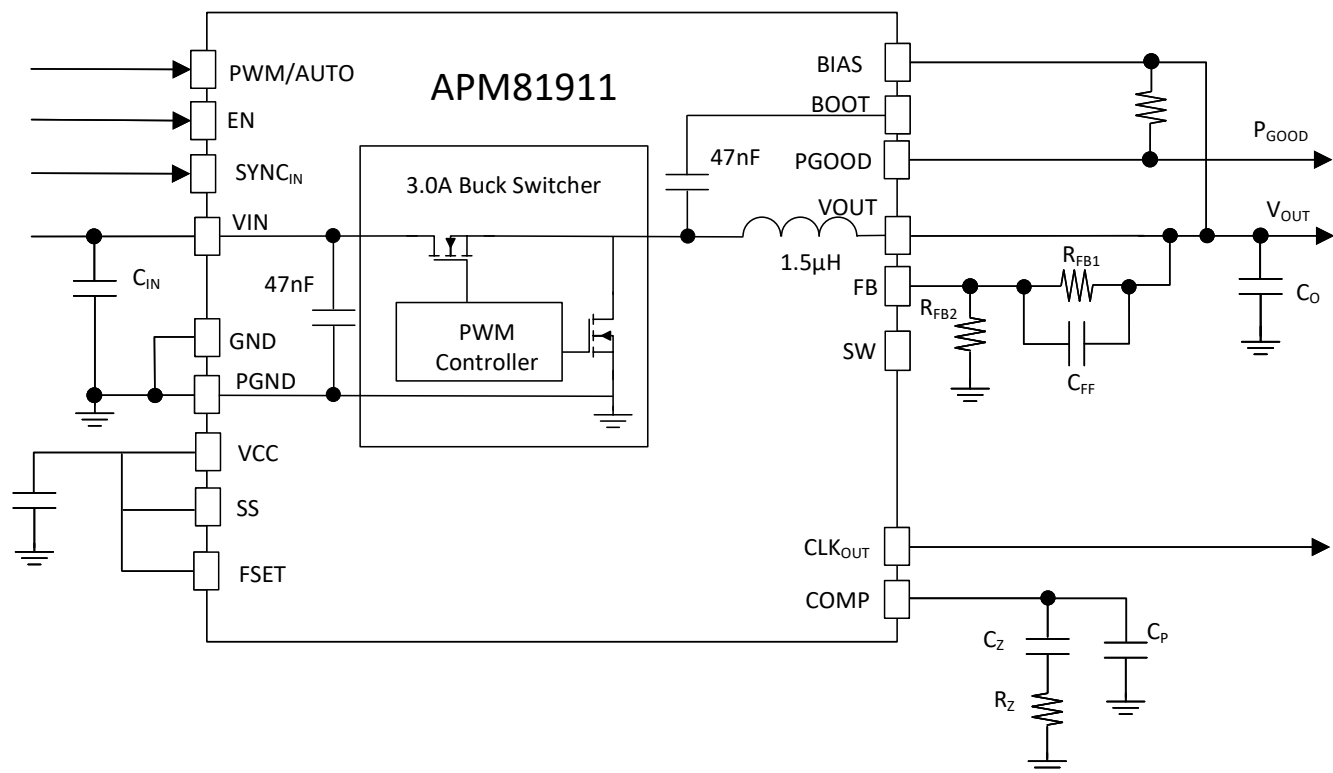 APM81911
PWM/AUTO
EN
SYNCIN
VIN
CIN
47nF
GND
PGND
VCC
SS
FSET
3.0A Buck Switcher
PWM
Controller
47nF
1.5µH
BIAS
BOOT
PGOOD
VOUT
FB
SW
CLKOUT
COMP
PGOOD
VOUT
RFB1
RFB2
CFF
CO
CZ
CP
RZ